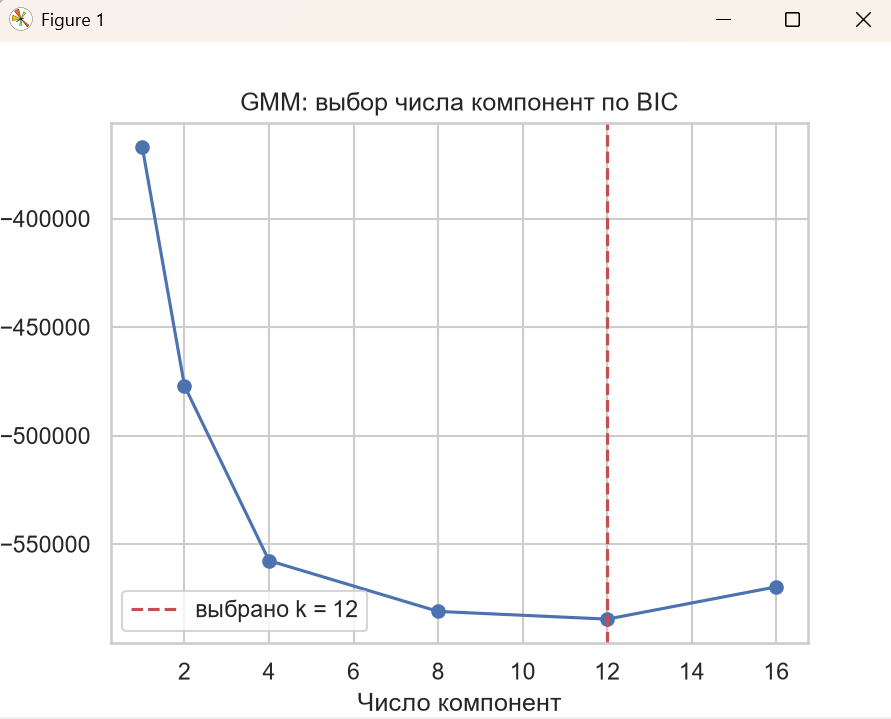 Figure 1
GMM: выбор числа компонент по BIC
−400000
−450000
−500000
−550000
выбрано k = 12
2 4 6 8 10 12 14 16
Число компонент